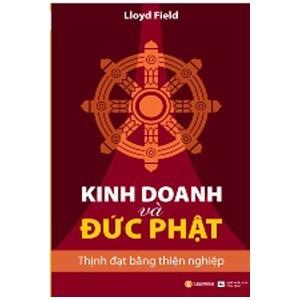 Lloyd Field
KINH DOANH
và
ĐỨC PHẬT
Thịnh đạt bằng thiện nghiệp